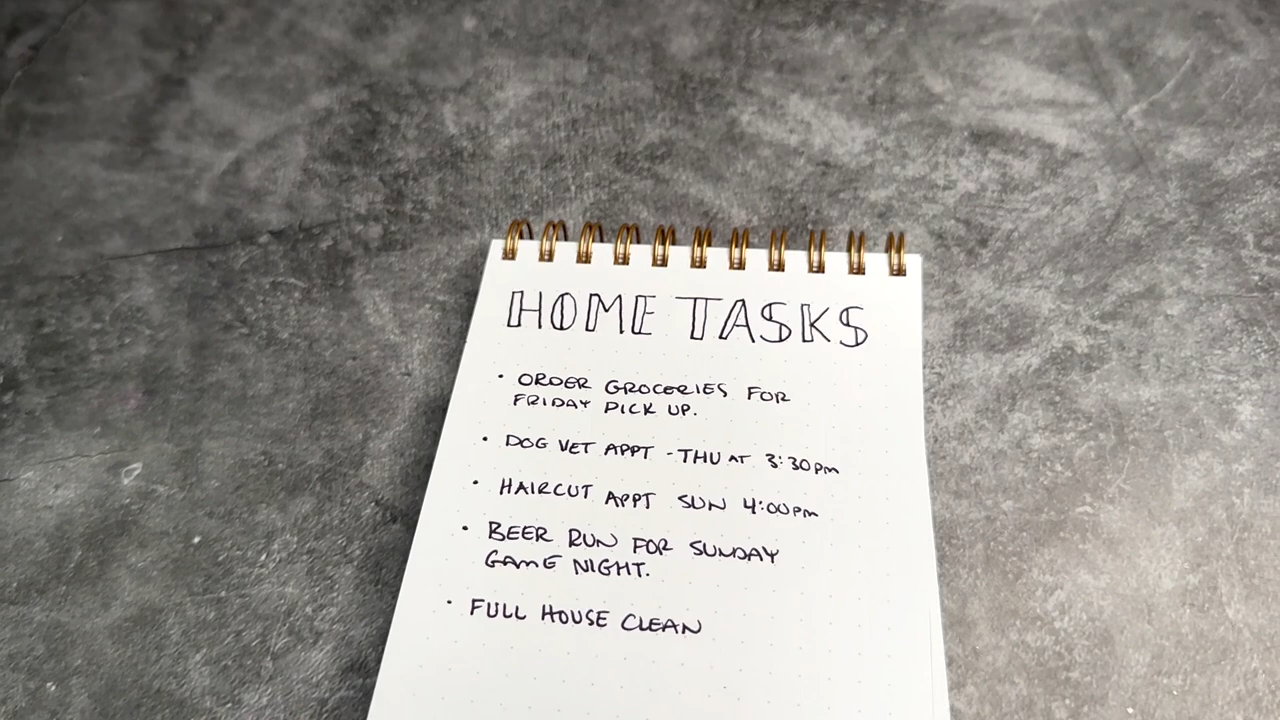 HOME TASKS
• ORDER GROCERIES FOR
FRIDAY PICK UP.
• DOG VET APPT - THU AT 3:30pm
• HAIRCUT APPT SUN 4:00pm
• BEER RUN FOR SUNDAY
GAME NIGHT.
• FULL HOUSE CLEAN